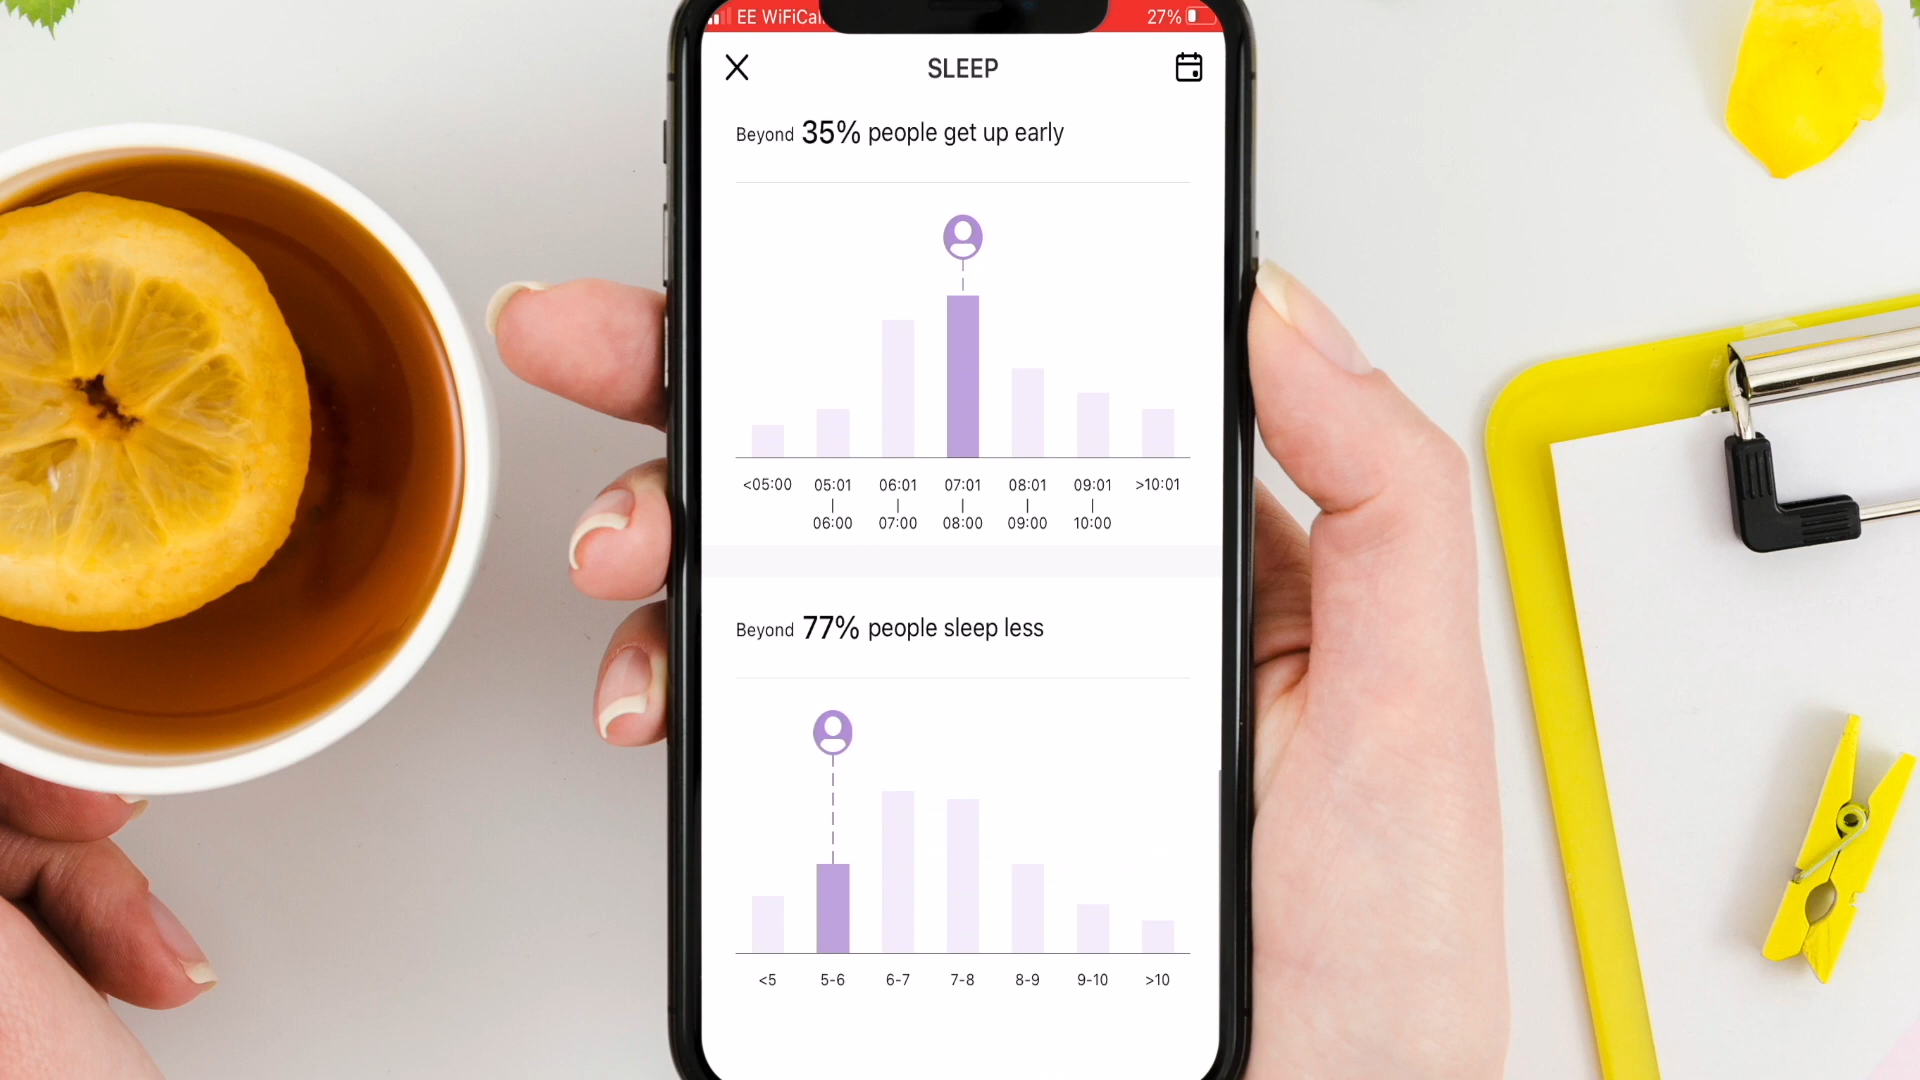 EE WiFiCal 27%
SLEEP
Beyond 35% people get up early
<05:00 05:01 06:01 07:01 08:01 09:01 >10:01
06:00 07:00 08:00 09:00 10:00
Beyond 77% people sleep less
<5 5-6 6-7 7-8 8-9 9-10 >10